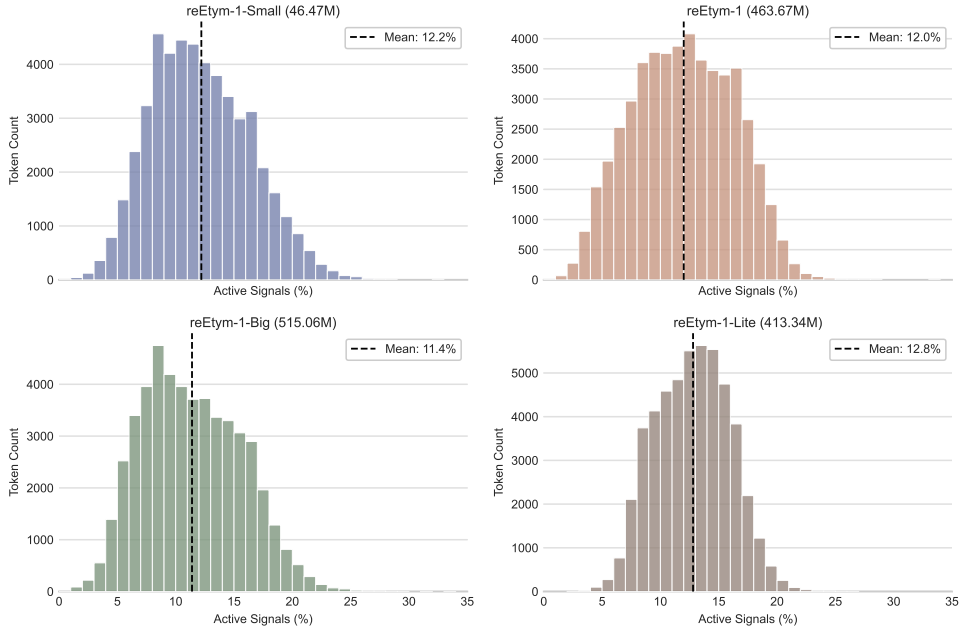 reEtym-1-Small (46.47M)
Mean: 12.2%
4000
3000
2000
1000
0
Token Count
Active Signals (%)
reEtym-1 (463.67M)
Mean: 12.0%
4000
3500
3000
2500
2000
1500
1000
500
0
Token Count
Active Signals (%)
reEtym-1-Big (515.06M)
Mean: 11.4%
4000
3000
2000
1000
0
Token Count
0 5 10 15 20 25 30 35
Active Signals (%)
reEtym-1-Lite (413.34M)
Mean: 12.8%
5000
4000
3000
2000
1000
0
Token Count
0 5 10 15 20 25 30 35
Active Signals (%)